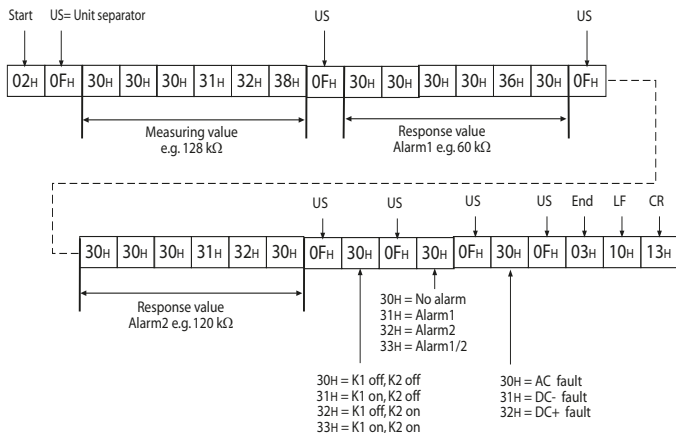 Start US= Unit separator US US
02H 0FH 30H 30H 30H 31H 32H 38H 0FH 30H 30H 30H 30H 36H 30H 0FH
Measuring value
e.g. 128 kΩ
Response value
Alarm1 e.g. 60 kΩ
US US US US End LF CR
30H 30H 30H 31H 32H 30H 0FH 30H 0FH 30H 0FH 30H 0FH 03H 10H 13H
Response value
Alarm2 e.g. 120 kΩ
30H = No alarm
31H = Alarm1
32H = Alarm2
33H = Alarm1/2
30H = K1 off, K2 off
31H = K1 on, K2 off
32H = K1 off, K2 on
33H = K1 on, K2 on
30H = AC fault
31H = DC- fault
32H = DC+ fault